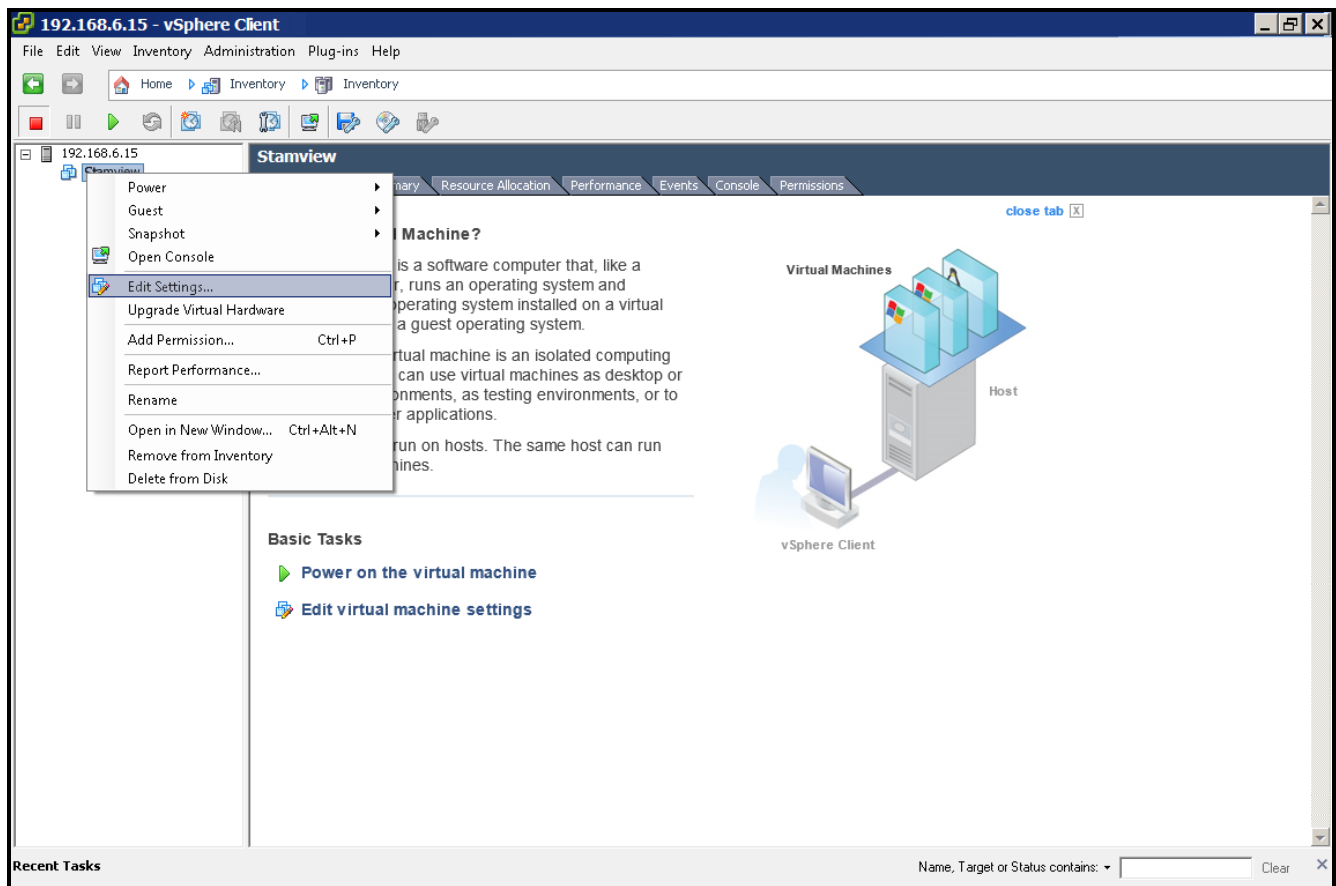 192.168.6.15 - vSphere Client
File Edit View Inventory Administration Plug-ins Help
Home Inventory Inventory
192.168.6.15
Stamview
Stamview
mary Resource Allocation Performance Events Console Permissions
close tab X
Power
Guest
Snapshot
Open Console
Edit Settings...
Upgrade Virtual Hardware
Add Permission... Ctrl+P
Report Performance...
Rename
Open in New Window... Ctrl+Alt+N
Remove from Inventory
Delete from Disk
l Machine?
is a software computer that, like a
r, runs an operating system and
operating system installed on a virtual
a guest operating system.
rtual machine is an isolated computing
can use virtual machines as desktop or
onments, as testing environments, or to
er applications.
run on hosts. The same host can run
hines.
Virtual Machines
Host
vSphere Client
Basic Tasks
Power on the virtual machine
Edit virtual machine settings
Recent Tasks
Name, Target or Status contains:
Clear